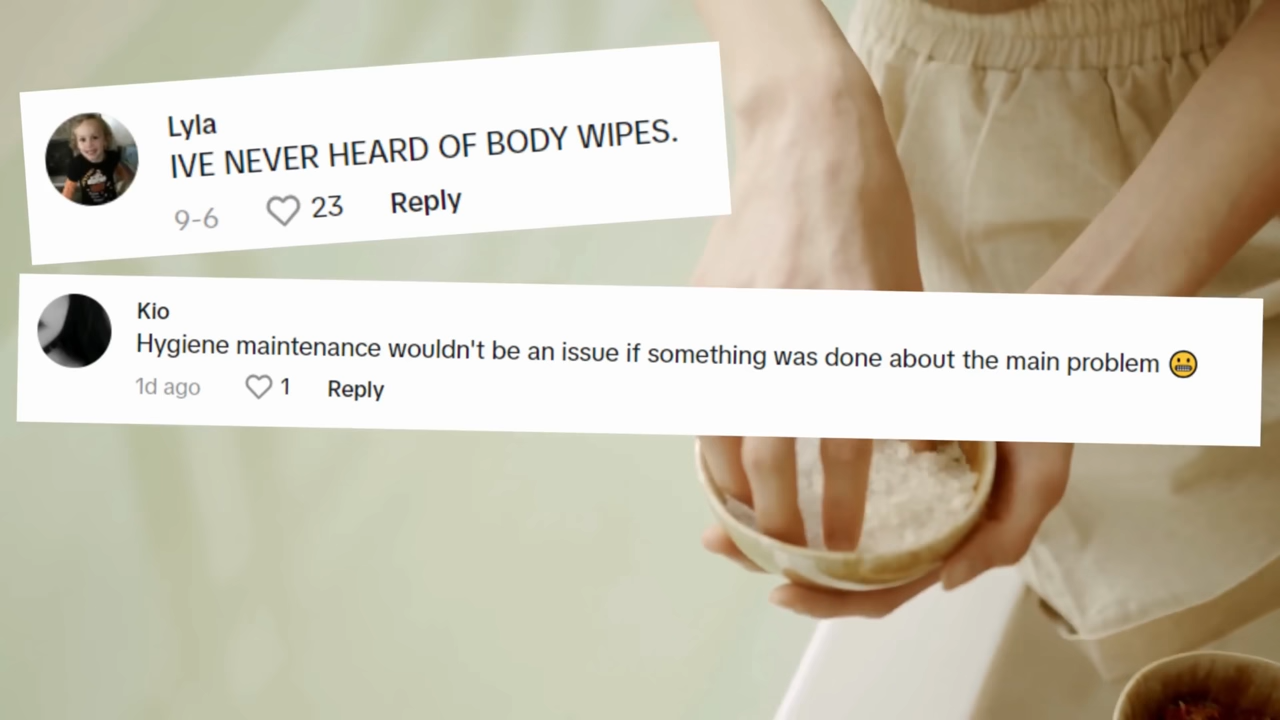 Lyla
IVE NEVER HEARD OF BODY WIPES.
9-6 23 Reply
Kio
Hygiene maintenance wouldn't be an issue if something was done about the main problem 😬
1d ago 1 Reply